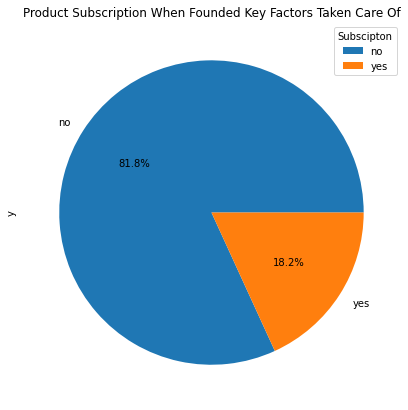 Product Subscription When Founded Key Factors Taken Care Of
Subscipton
no
yes
no
81.8%
y
18.2%
yes